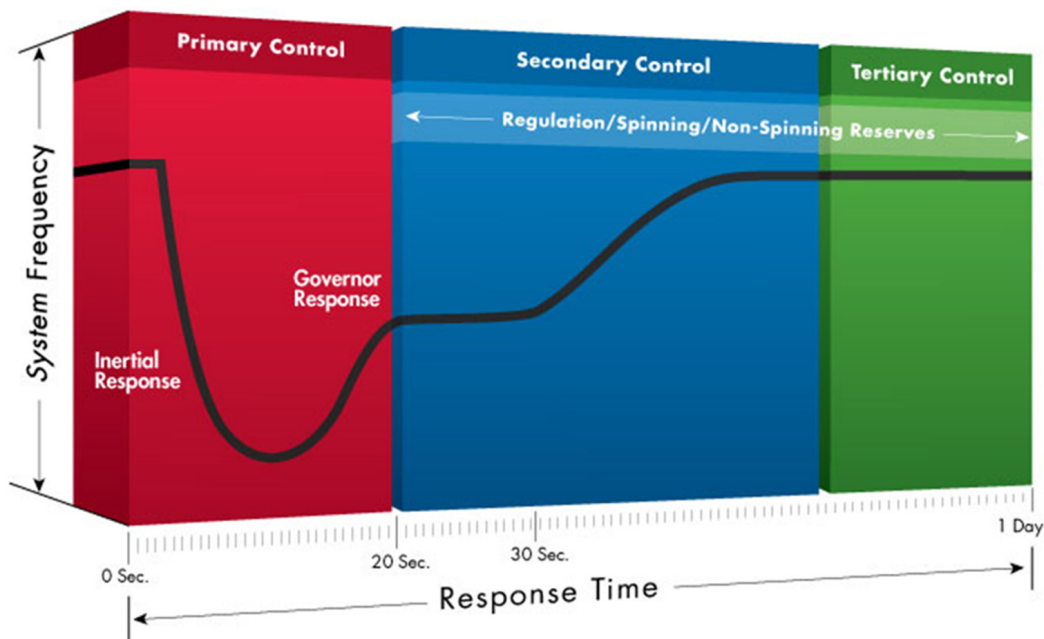 Primary Control
Secondary Control
Tertiary Control
Regulation/Spinning/Non-Spinning Reserves
System Frequency
Governor
Response
Inertial
Response
0 Sec.
20 Sec.
30 Sec.
1 Day
Response Time